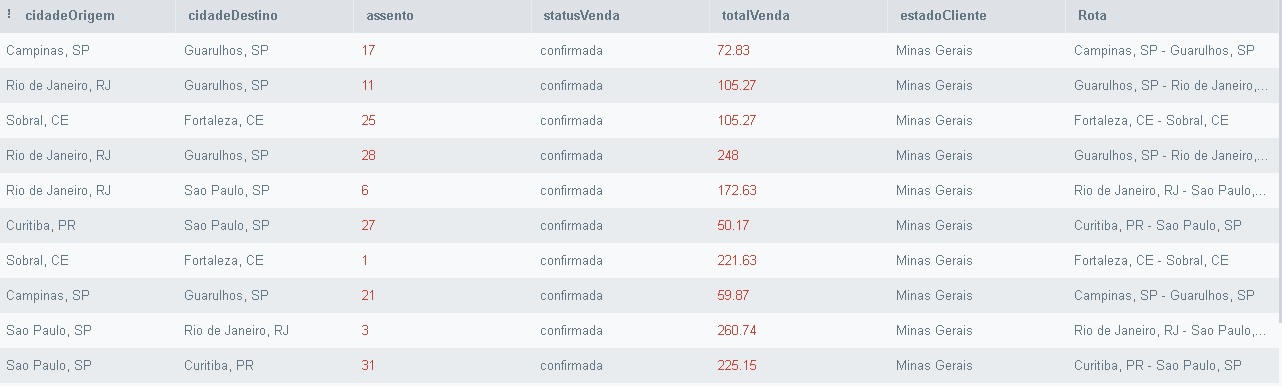 ⁝ cidadeOrigem cidadeDestino assento statusVenda totalVenda estadoCliente Rota
Campinas, SP Guarulhos, SP 17 confirmada 72.83 Minas Gerais Campinas, SP - Guarulhos, SP
Rio de Janeiro, RJ Guarulhos, SP 11 confirmada 105.27 Minas Gerais Guarulhos, SP - Rio de Janeiro,...
Sobral, CE Fortaleza, CE 25 confirmada 105.27 Minas Gerais Fortaleza, CE - Sobral, CE
Rio de Janeiro, RJ Guarulhos, SP 28 confirmada 248 Minas Gerais Guarulhos, SP - Rio de Janeiro,...
Rio de Janeiro, RJ Sao Paulo, SP 6 confirmada 172.63 Minas Gerais Rio de Janeiro, RJ - Sao Paulo,...
Curitiba, PR Sao Paulo, SP 27 confirmada 50.17 Minas Gerais Curitiba, PR - Sao Paulo, SP
Sobral, CE Fortaleza, CE 1 confirmada 221.63 Minas Gerais Fortaleza, CE - Sobral, CE
Campinas, SP Guarulhos, SP 21 confirmada 59.87 Minas Gerais Campinas, SP - Guarulhos, SP
Sao Paulo, SP Rio de Janeiro, RJ 3 confirmada 260.74 Minas Gerais Rio de Janeiro, RJ - Sao Paulo,...
Sao Paulo, SP Curitiba, PR 31 confirmada 225.15 Minas Gerais Curitiba, PR - Sao Paulo, SP